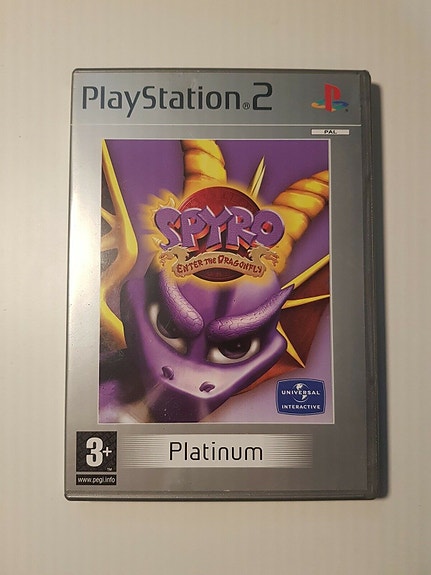 PlayStation®2
PAL
SPYRO
ENTER THE DRAGONFLY
UNIVERSAL
INTERACTIVE
3+
www.pegi.info
Platinum